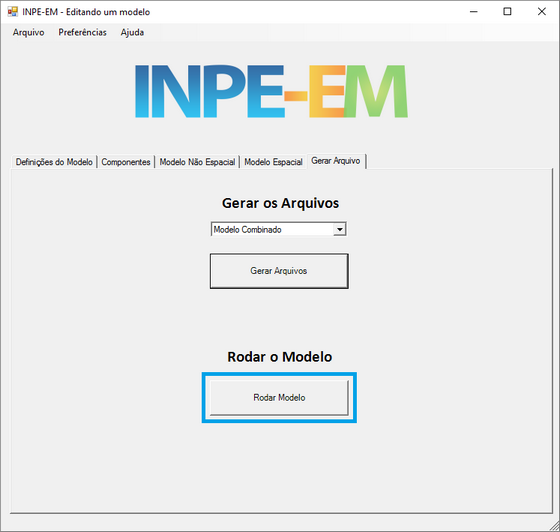 INPE-EM - Editando um modelo
Arquivo Preferências Ajuda
INPE-EM
Definições do Modelo Componentes Modelo Não Espacial Modelo Espacial Gerar Arquivo
Gerar os Arquivos
Modelo Combinado
Gerar Arquivos
Rodar o Modelo
Rodar Modelo